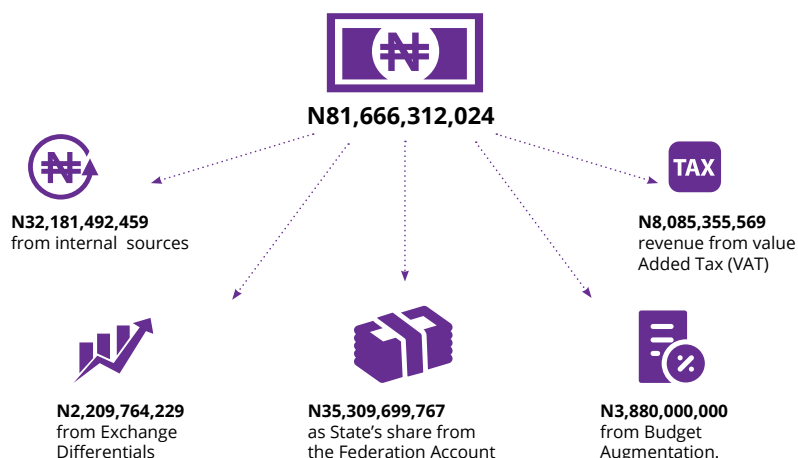 N81,666,312,024
TAX
N32,181,492,459
from internal sources
N8,085,355,569
revenue from value
Added Tax (VAT)
N2,209,764,229
from Exchange
Differentials
N35,309,699,767
as State's share from
the Federation Account
%
N3,880,000,000
from Budget
Augmentation.